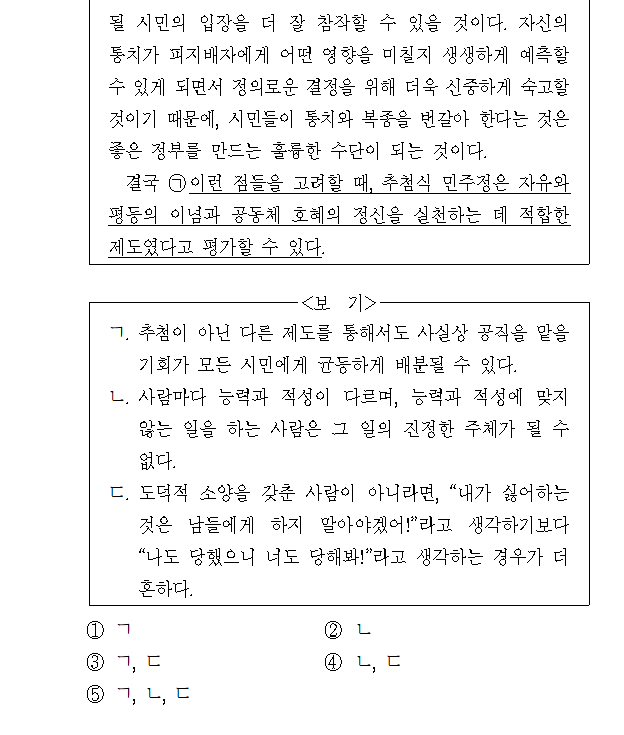 될 시민의 입장을 더 잘 참작할 수 있을 것이다. 자신의
통치가 피지배자에게 어떤 영향을 미칠지 생생하게 예측할
수 있게 되면서 정의로운 결정을 위해 더욱 신중하게 숙고할
것이기 때문에, 시민들이 통치와 복종을 번갈아 한다는 것은
좋은 정부를 만드는 훌륭한 수단이 되는 것이다.
결국 ㉠이런 점들을 고려할 때, 추첨식 민주정은 자유와
평등의 이념과 공동체 호혜의 정신을 실천하는 데 적합한
제도였다고 평가할 수 있다.
<보 기>
ㄱ. 추첨이 아닌 다른 제도를 통해서도 사실상 공직을 맡을
기회가 모든 시민에게 균등하게 배분될 수 있다.
ㄴ. 사람마다 능력과 적성이 다르며, 능력과 적성에 맞지
않는 일을 하는 사람은 그 일의 진정한 주체가 될 수
없다.
ㄷ. 도덕적 소양을 갖춘 사람이 아니라면, “내가 싫어하는
것은 남들에게 하지 말아야겠어!”라고 생각하기보다
“나도 당했으니 너도 당해봐!”라고 생각하는 경우가 더
흔하다.
① ㄱ ② ㄴ
③ ㄱ, ㄷ ④ ㄴ, ㄷ
⑤ ㄱ, ㄴ, ㄷ